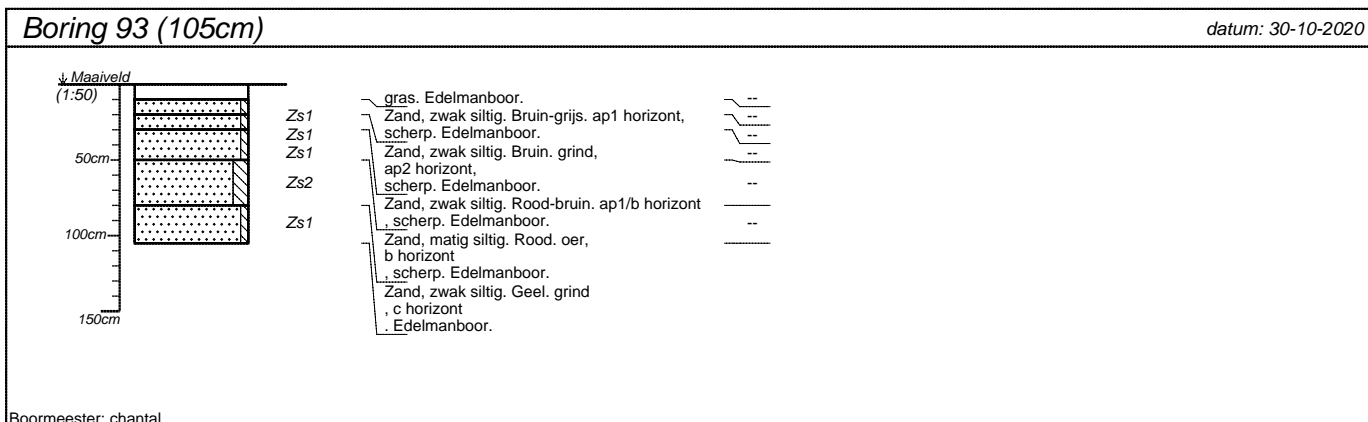 Boring 93 (105cm)
datum: 30-10-2020
Maaiveld
(1:50)
50cm
100cm
150cm
Zs1
Zs1
Zs1
Zs2
Zs1
gras. Edelmanboor.
Zand, zwak siltig. Bruin-grijs. ap1 horizont,
scherp. Edelmanboor.
Zand, zwak siltig. Bruin. grind,
ap2 horizont,
scherp. Edelmanboor.
Zand, zwak siltig. Rood-bruin. ap1/b horizont
, scherp. Edelmanboor.
Zand, matig siltig. Rood. oer,
b horizont
, scherp. Edelmanboor.
Zand, zwak siltig. Geel. grind
, c horizont
. Edelmanboor.
--
--
--
--
--
--
Boormeester: chantal